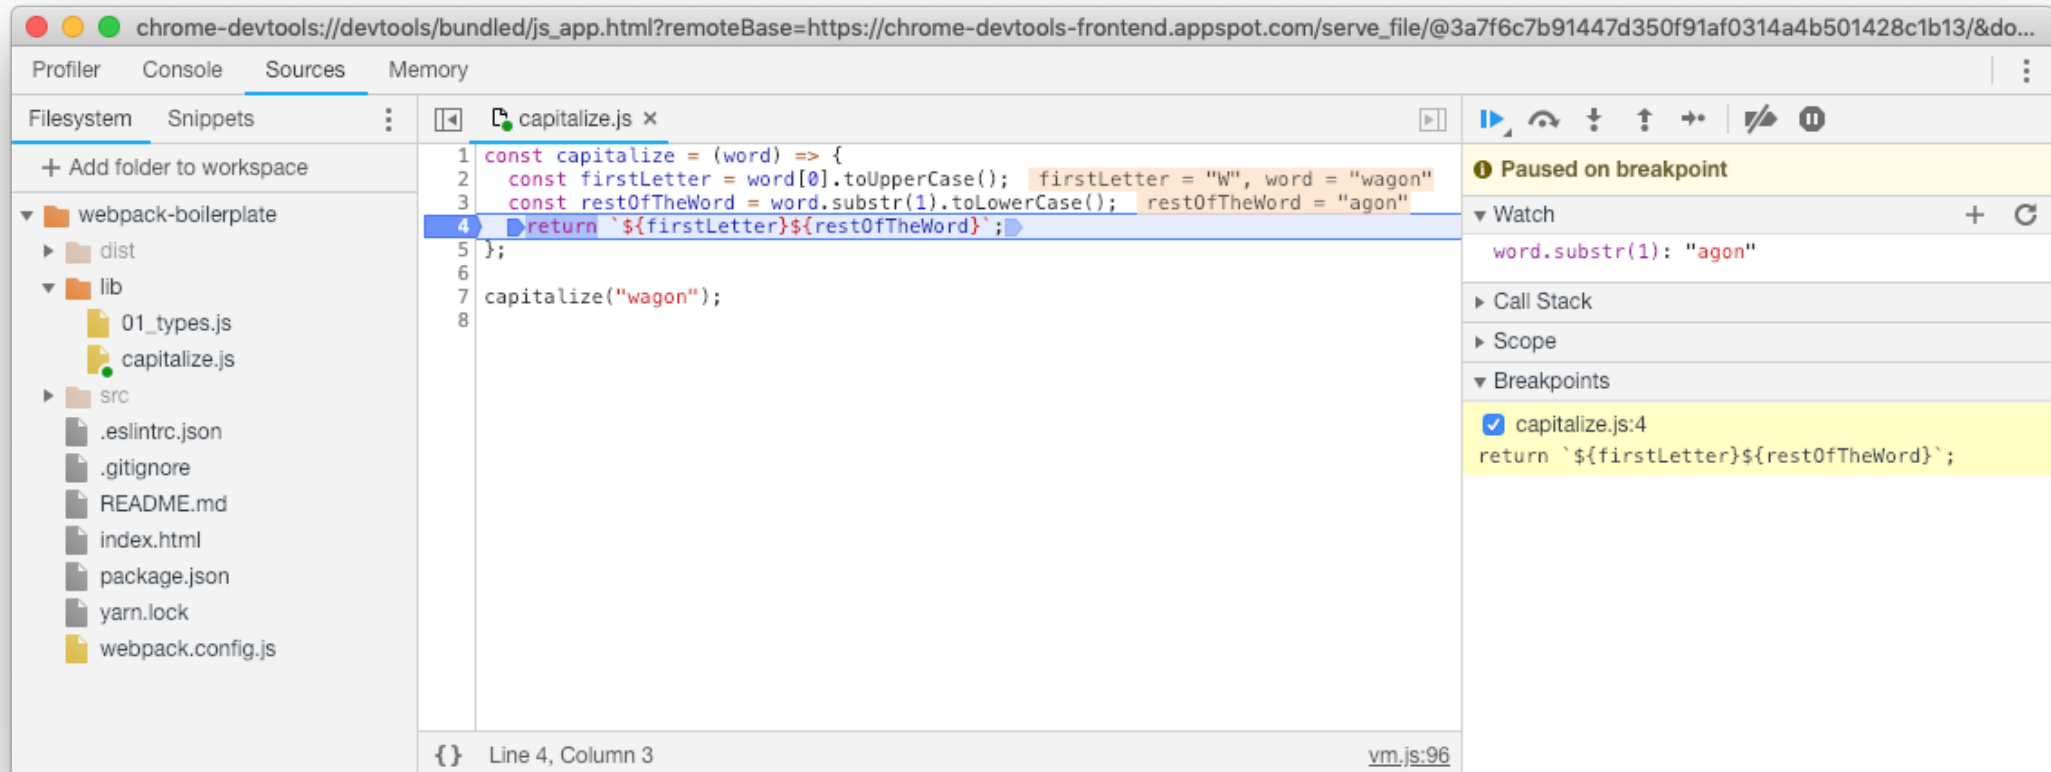 chrome-devtools://devtools/bundled/js_app.html?remoteBase=https://chrome-devtools-frontend.appspot.com/serve_file/@3a7f6c7b91447d350f91af0314a4b501428c1b13/&do...
Profiler Console Sources Memory
Filesystem Snippets
+ Add folder to workspace
webpack-boilerplate
dist
lib
01_types.js
capitalize.js
src
.eslintrc.json
.gitignore
README.md
index.html
package.json
yarn.lock
webpack.config.js
capitalize.js ×
1 const capitalize = (word) => {
2 const firstLetter = word[0].toUpperCase(); firstLetter = "W", word = "wagon"
3 const restOfTheWord = word.substr(1).toLowerCase(); restOfTheWord = "agon"
4 return `${firstLetter}${restOfTheWord}`;
5 };
6
7 capitalize("wagon");
8
{} Line 4, Column 3 vm.js:96
Paused on breakpoint
Watch
word.substr(1): "agon"
Call Stack
Scope
Breakpoints
capitalize.js:4
return `${firstLetter}${restOfTheWord}`;